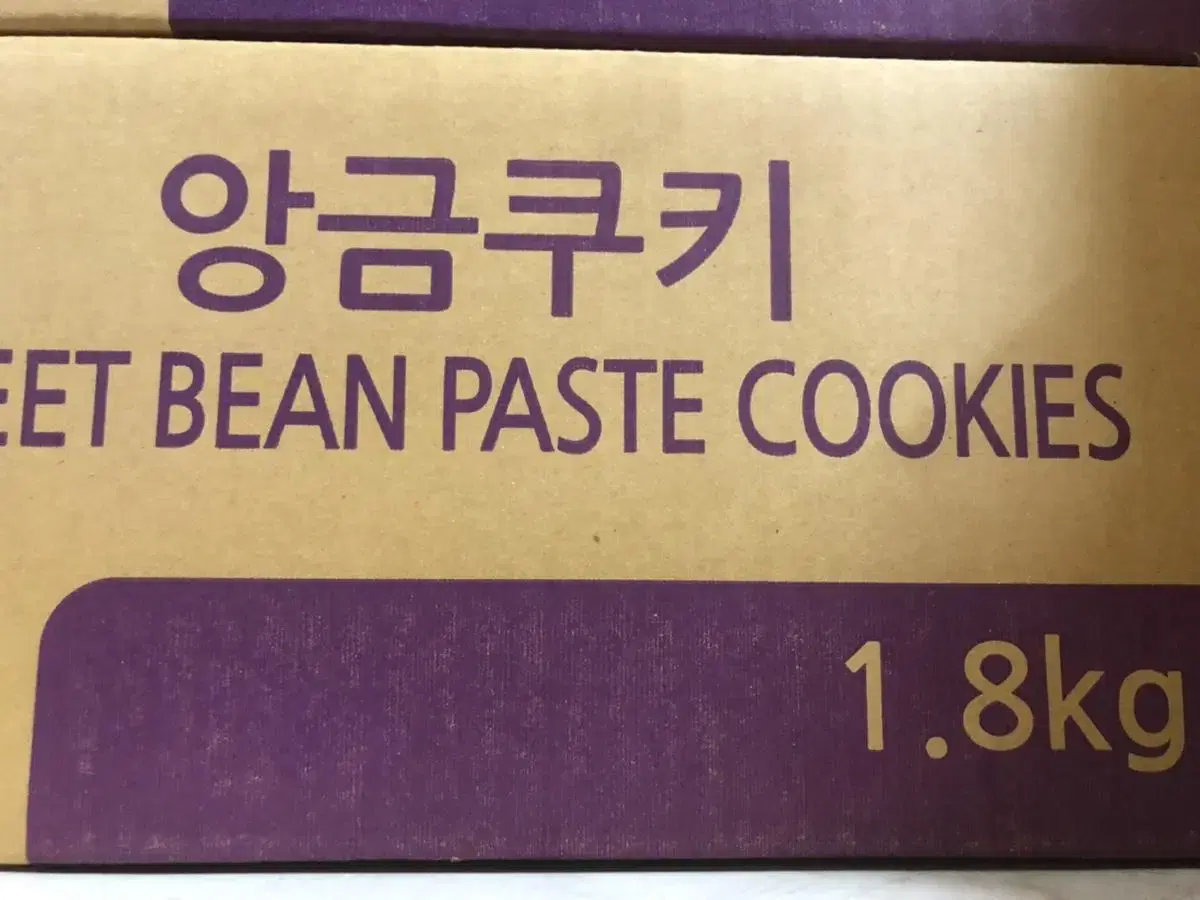 앙금쿠키
EET BEAN PASTE COOKIES
1.8kg